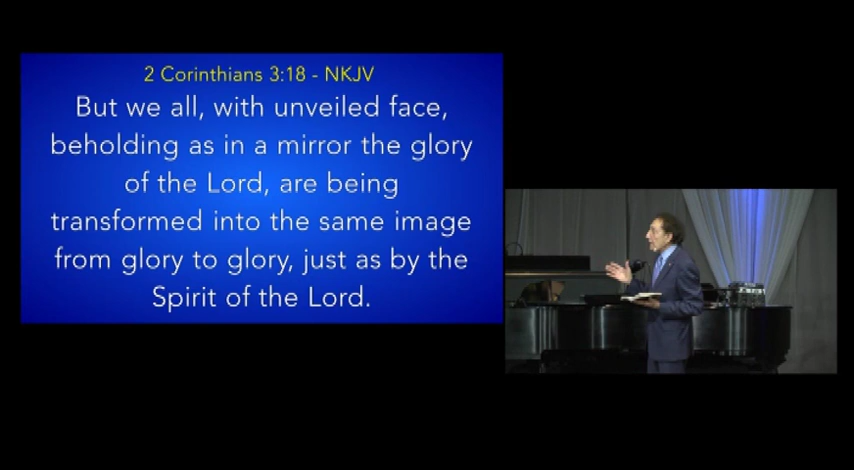 2 Corinthians 3:18 - NKJV
But we all, with unveiled face,
beholding as in a mirror the glory
of the Lord, are being
transformed into the same image
from glory to glory, just as by the
Spirit of the Lord.